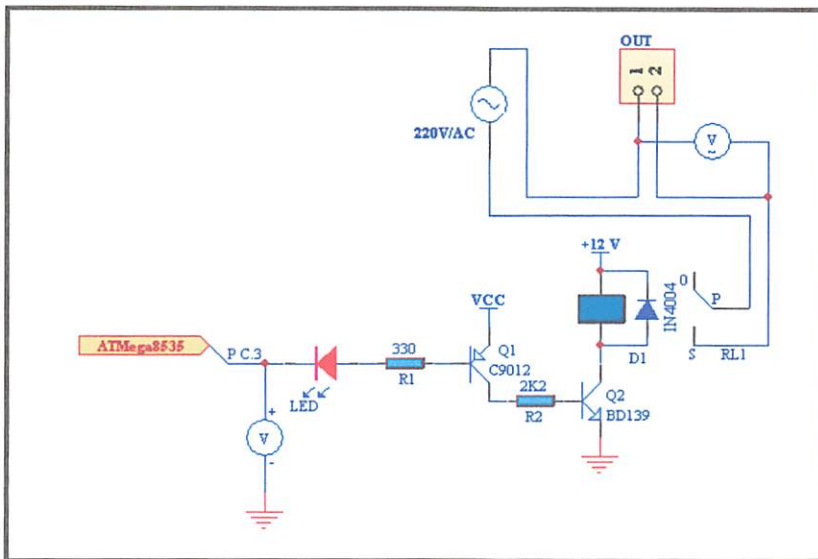 OUT
1
2
V
~
220V/AC
+12 V
0
P
IN4004
VCC
ATMega8535
P C.3
330
Q1
C9012
D1
S
RL1
LED
R1
2K2
Q2
R2
BD139
+
V
-